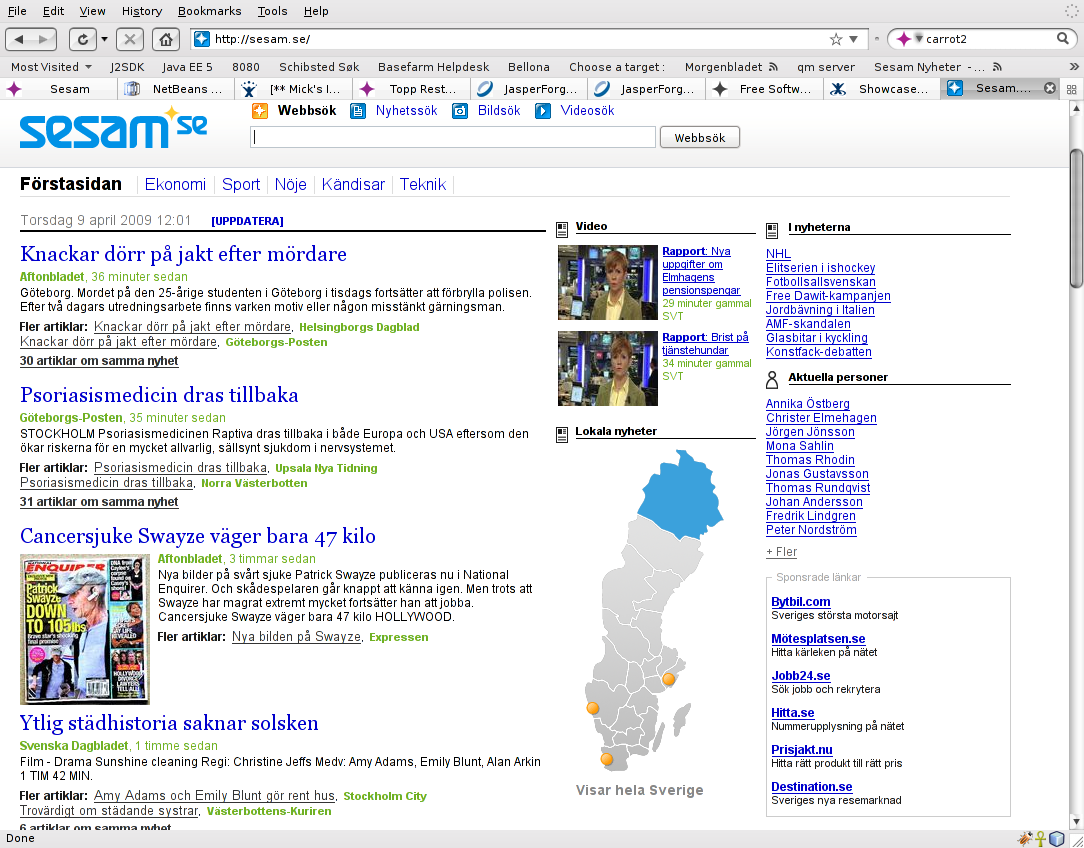 File Edit View History Bookmarks Tools Help
http://sesam.se/
carrot2
Most Visited J2SDK Java EE 5 8080 Schibsted Søk Basefarm Helpdesk Bellona Choose a target : Morgenbladet qm server Sesam Nyheter - ... »
Sesam NetBeans ... [** Mick's I... Topp Rest... JasperForg... JasperForg... Free Softw... Showcase... Sesam....
sesam se
Webbsök Nyhetssök Bildsök Videosök
Webbsök
Förstasidan Ekonomi Sport Nöje Kändisar Teknik
Torsdag 9 april 2009 12:01 [UPPDATERA]
Knackar dörr på jakt efter mördare
Aftonbladet, 36 minuter sedan
Göteborg. Mordet på den 25-årige studenten i Göteborg i tisdags fortsätter att förbrylla polisen.
Efter två dagars utredningsarbete finns varken motiv eller någon misstänkt gärningsman.
Fler artiklar: Knackar dörr på jakt efter mördare, Helsingborgs Dagblad
Knackar dörr på jakt efter mördare, Göteborgs-Posten
30 artiklar om samma nyhet
Psoriasismedicin dras tillbaka
Göteborgs-Posten, 35 minuter sedan
STOCKHOLM Psoriasismedicinen Raptiva dras tillbaka i både Europa och USA eftersom den
ökar riskerna för en mycket allvarlig, sällsynt sjukdom i nervsystemet.
Fler artiklar: Psoriasismedicin dras tillbaka, Upsala Nya Tidning
Psoriasismedicin dras tillbaka, Norra Västerbotten
31 artiklar om samma nyhet
Cancersjuke Swayze väger bara 47 kilo
Aftonbladet, 3 timmar sedan
Nya bilder på svårt sjuke Patrick Swayze publiceras nu i National
Enquirer. Och skådespelaren går knappt att känna igen. Men trots att
Swayze har magrat extremt mycket fortsätter han att jobba.
Cancersjuke Swayze väger bara 47 kilo HOLLYWOOD.
Fler artiklar: Nya bilden på Swayze, Expressen
NATIONAL
ENQUIRER
Patrick
Swayze
DOWN
TO 105lbs
Brave star's shocking
final promise
HOLLYWOOD
DIVORCE
LAWYERS
TELL ALL!
Ytlig städhistoria saknar solsken
Svenska Dagbladet, 1 timme sedan
Film - Drama Sunshine cleaning Regi: Christine Jeffs Medv: Amy Adams, Emily Blunt, Alan Arkin
1 TIM 42 MIN.
Fler artiklar: Amy Adams och Emily Blunt gör rent hus, Stockholm City
Trovärdigt om städande systrar, Västerbottens-Kuriren
6 artiklar om samma nyhet
Video
Rapport: Nya
uppgifter om
Elmhagens
pensionspengar
29 minuter gammal
SVT
Rapport: Brist på
tjänstehundar
34 minuter gammal
SVT
Lokala nyheter
Visar hela Sverige
I nyheterna
NHL
Elitserien i ishockey
Fotbollsallsvenskan
Free Dawit-kampanjen
Jordbävning i Italien
AMF-skandalen
Glasbitar i kyckling
Konstfack-debatten
Aktuella personer
Annika Östberg
Christer Elmehagen
Jörgen Jönsson
Mona Sahlin
Thomas Rhodin
Jonas Gustavsson
Thomas Rundqvist
Johan Andersson
Fredrik Lindgren
Peter Nordström
+ Fler
Sponsrade länkar
Bytbil.com
Sveriges största motorsajt
Mötesplatsen.se
Hitta kärleken på nätet
Jobb24.se
Sök jobb och rekrytera
Hitta.se
Nummerupplysning på nätet
Prisjakt.nu
Hitta rätt produkt till rätt pris
Destination.se
Sveriges nya resemarknad
Done